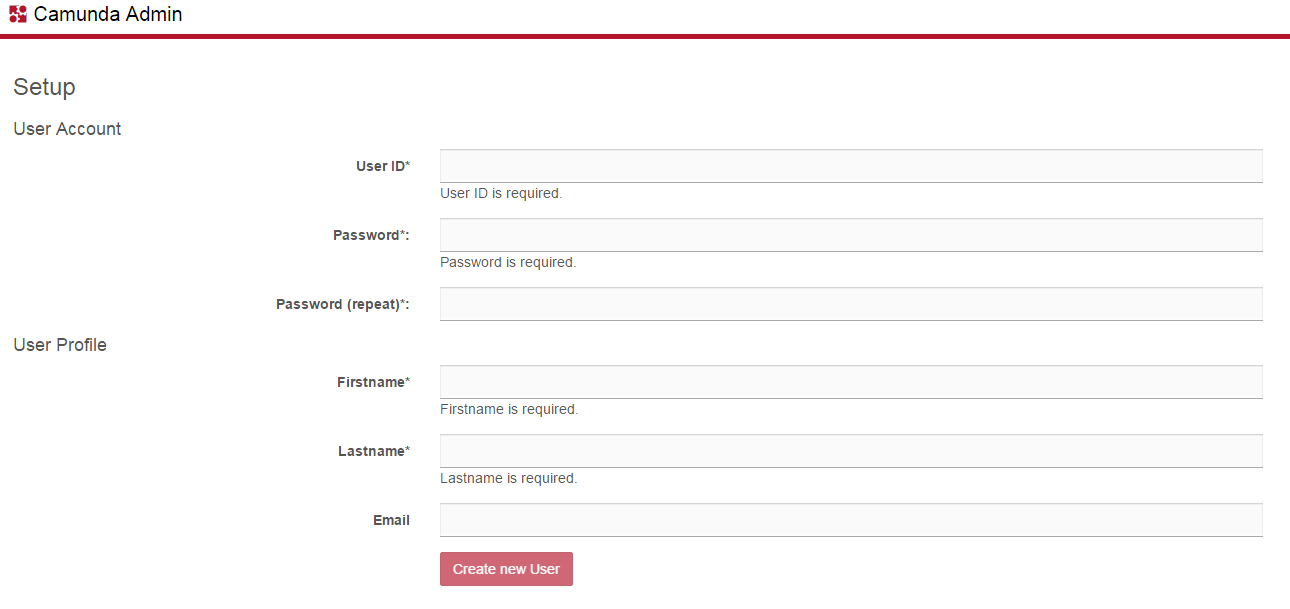 Camunda Admin
Setup
User Account
User ID*
User ID is required.
Password*:
Password is required.
Password (repeat)*:
User Profile
Firstname*
Firstname is required.
Lastname*
Lastname is required.
Email
Create new User